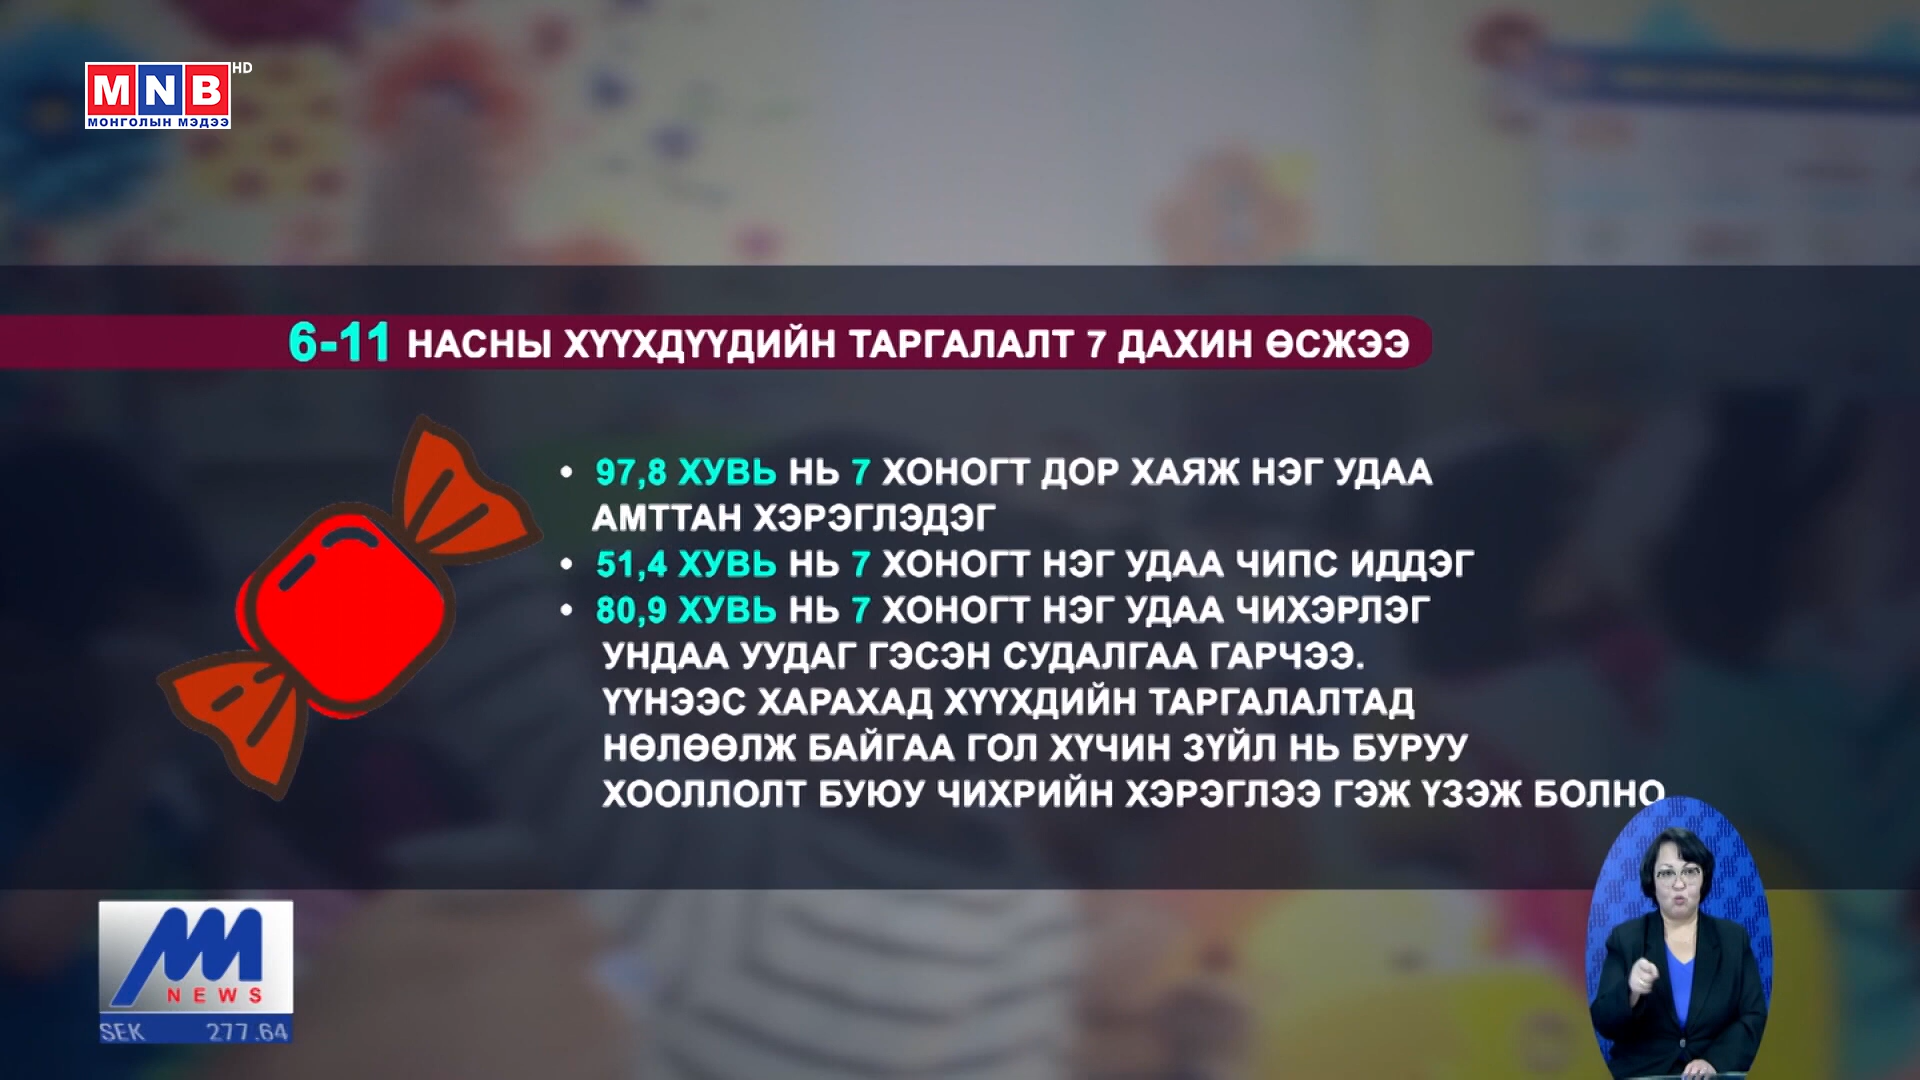 MNB HD
МОНГОЛЫН МЭДЭЭ
6-11 НАСНЫ ХҮҮХДҮҮДИЙН ТАРГАЛАЛТ 7 ДАХИН ӨСЖЭЭ
• 97,8 ХУВЬ НЬ 7 ХОНОГТ ДОР ХАЯЖ НЭГ УДАА
АМТТАН ХЭРЭГЛЭДЭГ
• 51,4 ХУВЬ НЬ 7 ХОНОГТ НЭГ УДАА ЧИПС ИДДЭГ
• 80,9 ХУВЬ НЬ 7 ХОНОГТ НЭГ УДАА ЧИХЭРЛЭГ
УНДАА УУДАГ ГЭСЭН СУДАЛГАА ГАРЧЭЭ.
ҮҮНЭЭС ХАРАХАД ХҮҮХДИЙН ТАРГАЛАЛТАД
НӨЛӨӨЛЖ БАЙГАА ГОЛ ХҮЧИН ЗҮЙЛ НЬ БУРУУ
ХООЛЛОЛТ БУЮУ ЧИХРИЙН ХЭРЭГЛЭЭ ГЭЖ ҮЗЭЖ БОЛНО
NEWS
SEK 277.64